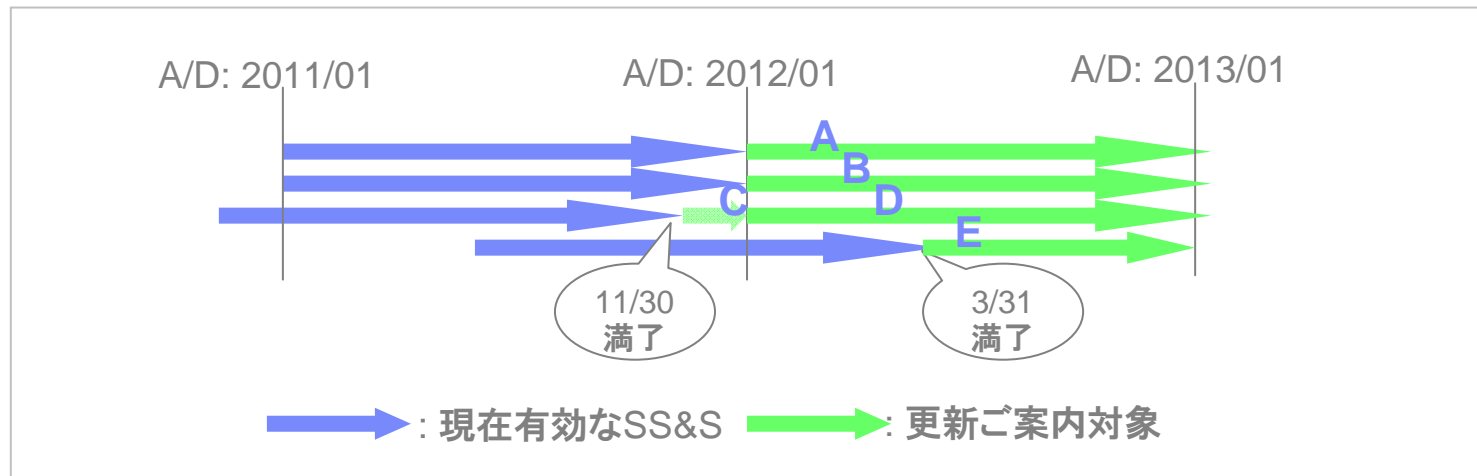 A/D: 2011/01
A/D: 2012/01
A/D: 2013/01
A
B
C
D
E
11/30
満了
3/31
満了
: 現在有効なSS&S
: 更新ご案内対象